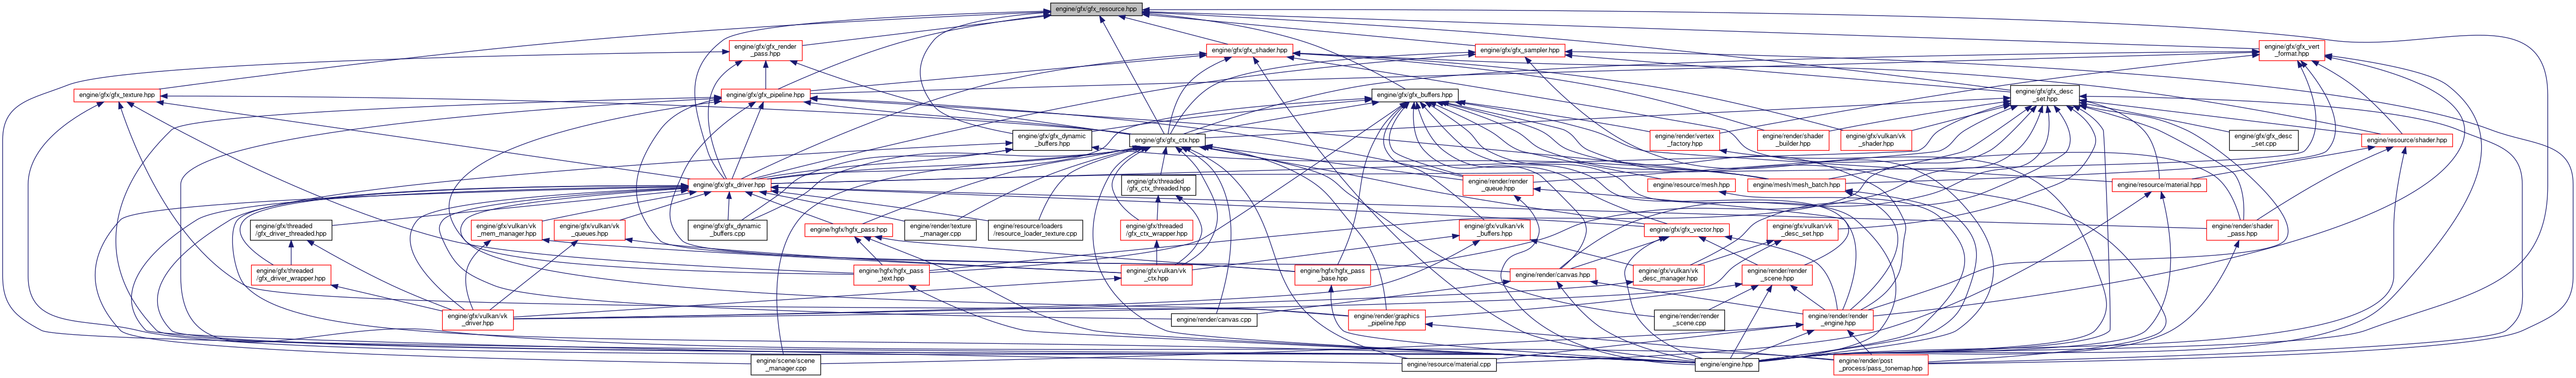 engine/gfx/gfx_resource.hpp
engine/gfx/gfx_render
_pass.hpp
engine/gfx/gfx_shader.hpp
engine/gfx/gfx_sampler.hpp
engine/gfx/gfx_vert
_format.hpp
engine/gfx/gfx_texture.hpp
engine/gfx/gfx_pipeline.hpp
engine/gfx/gfx_buffers.hpp
engine/gfx/gfx_desc
_set.hpp
engine/gfx/gfx_dynamic
_buffers.hpp
engine/gfx/gfx_ctx.hpp
engine/render/vertex
_factory.hpp
engine/render/shader
_builder.hpp
engine/gfx/vulkan/vk
_shader.hpp
engine/gfx/gfx_desc
_set.cpp
engine/resource/shader.hpp
engine/gfx/gfx_driver.hpp
engine/gfx/threaded
/gfx_ctx_threaded.hpp
engine/render/render
_queue.hpp
engine/resource/mesh.hpp
engine/mesh/mesh_batch.hpp
engine/resource/material.hpp
engine/gfx/threaded
/gfx_driver_threaded.hpp
engine/gfx/vulkan/vk
_mem_manager.hpp
engine/gfx/vulkan/vk
_queues.hpp
engine/gfx/gfx_dynamic
_buffers.cpp
engine/hgfx/hgfx_pass.hpp
engine/render/texture
_manager.cpp
engine/resource/loaders
/resource_loader_texture.cpp
engine/gfx/threaded
/gfx_ctx_wrapper.hpp
engine/gfx/vulkan/vk
_buffers.hpp
engine/gfx/gfx_vector.hpp
engine/gfx/vulkan/vk
_desc_set.hpp
engine/render/shader
_pass.hpp
engine/gfx/threaded
/gfx_driver_wrapper.hpp
engine/hgfx/hgfx_pass
_text.hpp
engine/gfx/vulkan/vk
_ctx.hpp
engine/hgfx/hgfx_pass
_base.hpp
engine/render/canvas.hpp
engine/gfx/vulkan/vk
_desc_manager.hpp
engine/render/render
_scene.hpp
engine/gfx/vulkan/vk
_driver.hpp
engine/render/canvas.cpp
engine/render/graphics
_pipeline.hpp
engine/render/render
_scene.cpp
engine/render/render
_engine.hpp
engine/scene/scene
_manager.cpp
engine/resource/material.cpp
engine/engine.hpp
engine/render/post
_process/pass_tonemap.hpp